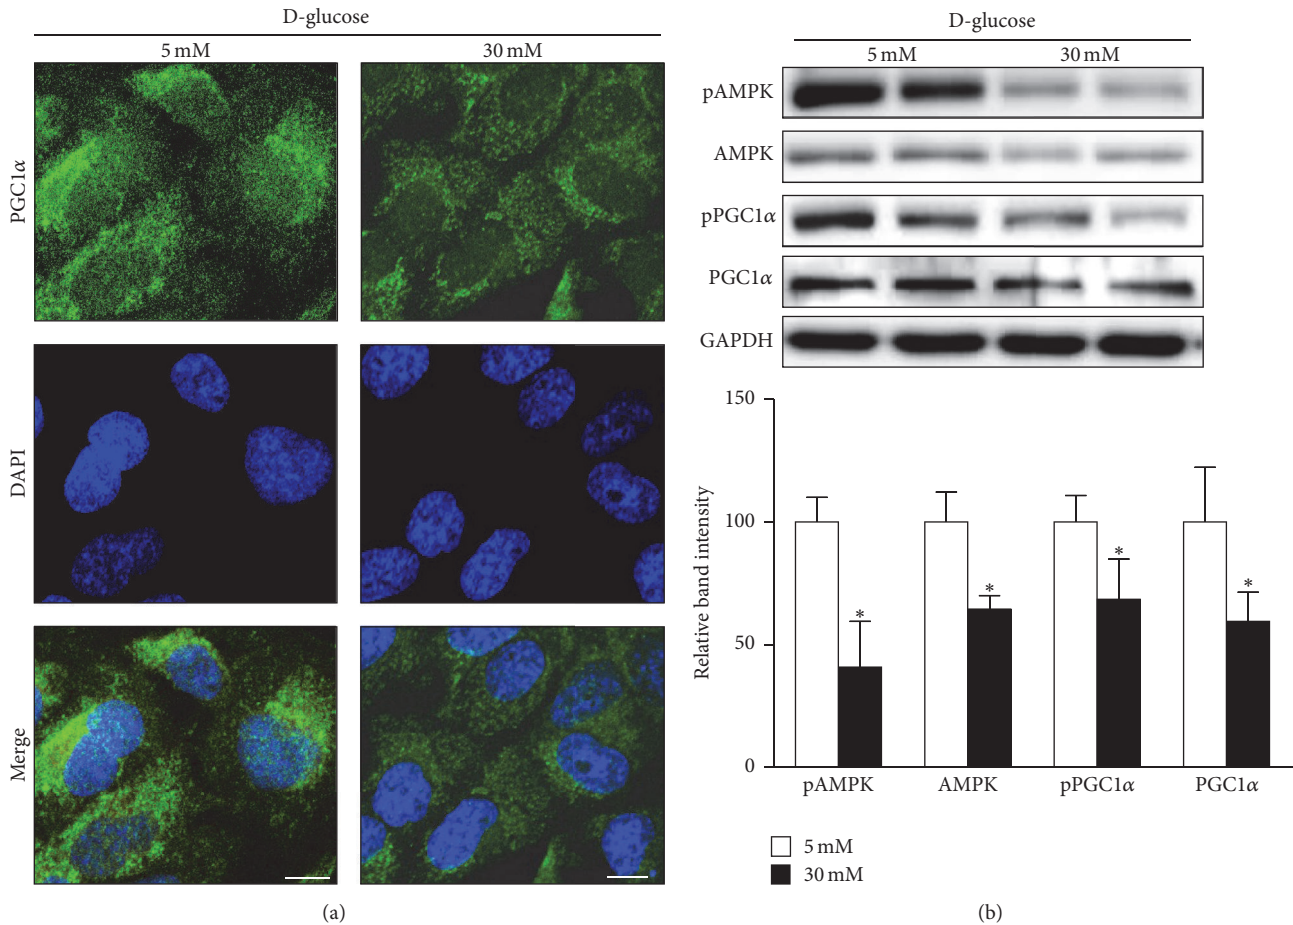 D-glucose
5 mM 30 mM
PGC1α
DAPI
Merge
(a)
D-glucose
5 mM 30 mM
pAMPK
AMPK
pPGC1α
PGC1α
GAPDH
150
100
50
0
Relative band intensity
* * * *
pAMPK AMPK pPGC1α PGC1α
5 mM
30 mM
(b)